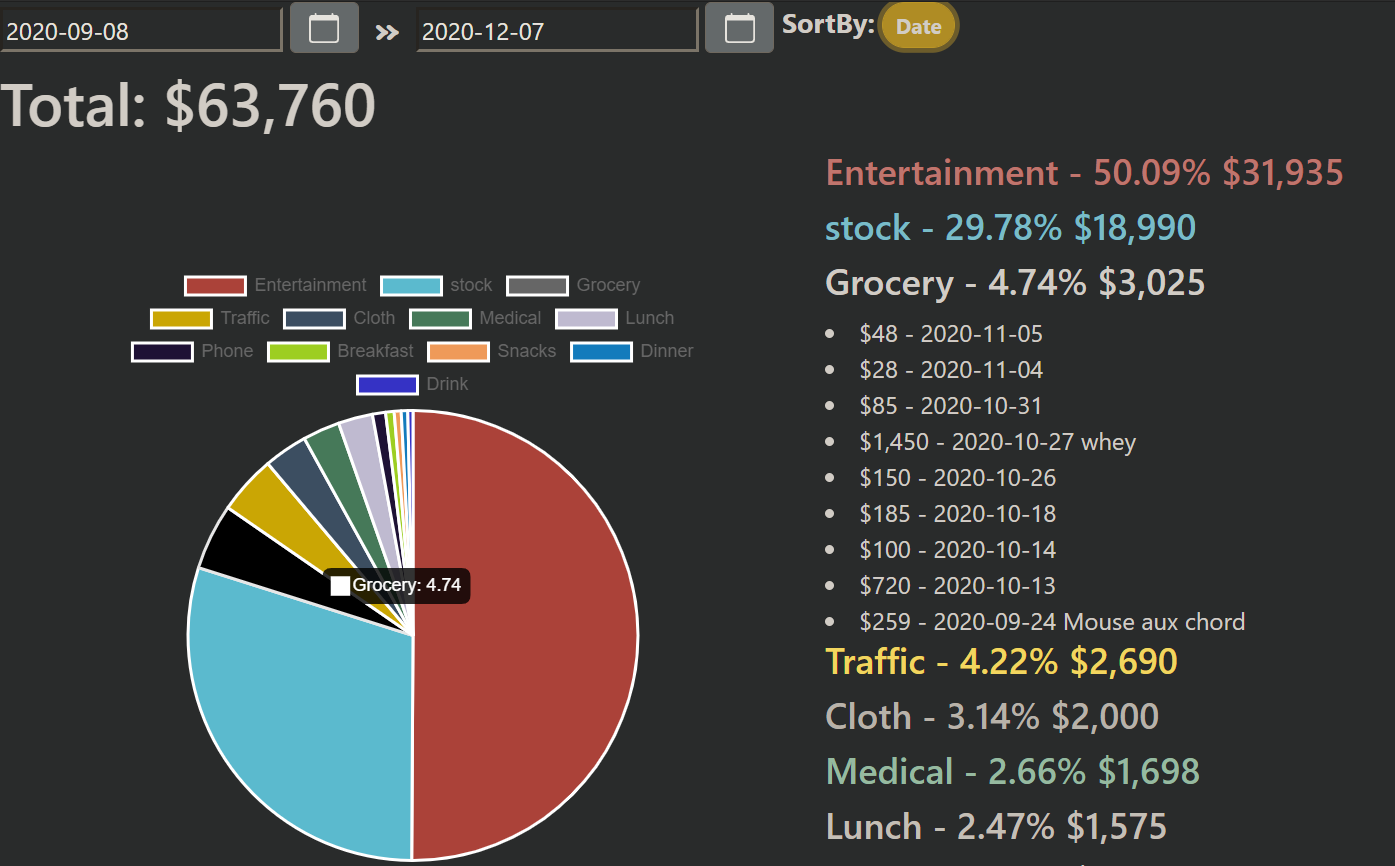 2020-09-08 » 2020-12-07 SortBy: Date
Total: $63,760
Entertainment stock Grocery
Traffic Cloth Medical Lunch
Phone Breakfast Snacks Dinner
Drink
Grocery: 4.74
Entertainment - 50.09% $31,935
stock - 29.78% $18,990
Grocery - 4.74% $3,025
• $48 - 2020-11-05
• $28 - 2020-11-04
• $85 - 2020-10-31
• $1,450 - 2020-10-27 whey
• $150 - 2020-10-26
• $185 - 2020-10-18
• $100 - 2020-10-14
• $720 - 2020-10-13
• $259 - 2020-09-24 Mouse aux chord
Traffic - 4.22% $2,690
Cloth - 3.14% $2,000
Medical - 2.66% $1,698
Lunch - 2.47% $1,575